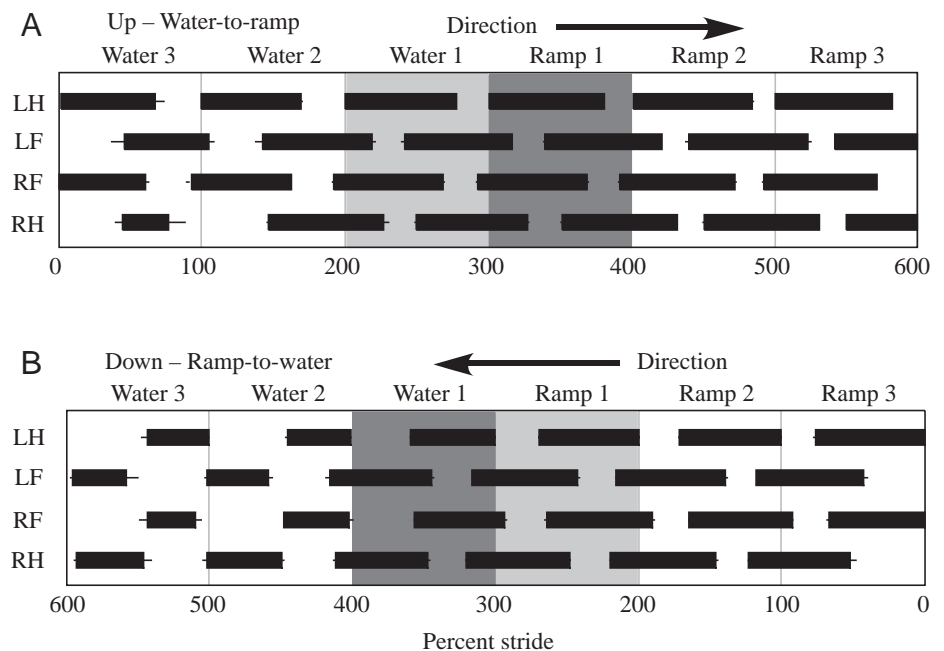 A
Up – Water-to-ramp Direction
Water 3 Water 2 Water 1 Ramp 1 Ramp 2 Ramp 3
LH
LF
RF
RH
0 100 200 300 400 500 600
B
Down – Ramp-to-water Direction
Water 3 Water 2 Water 1 Ramp 1 Ramp 2 Ramp 3
LH
LF
RF
RH
600 500 400 300 200 100 0
Percent stride